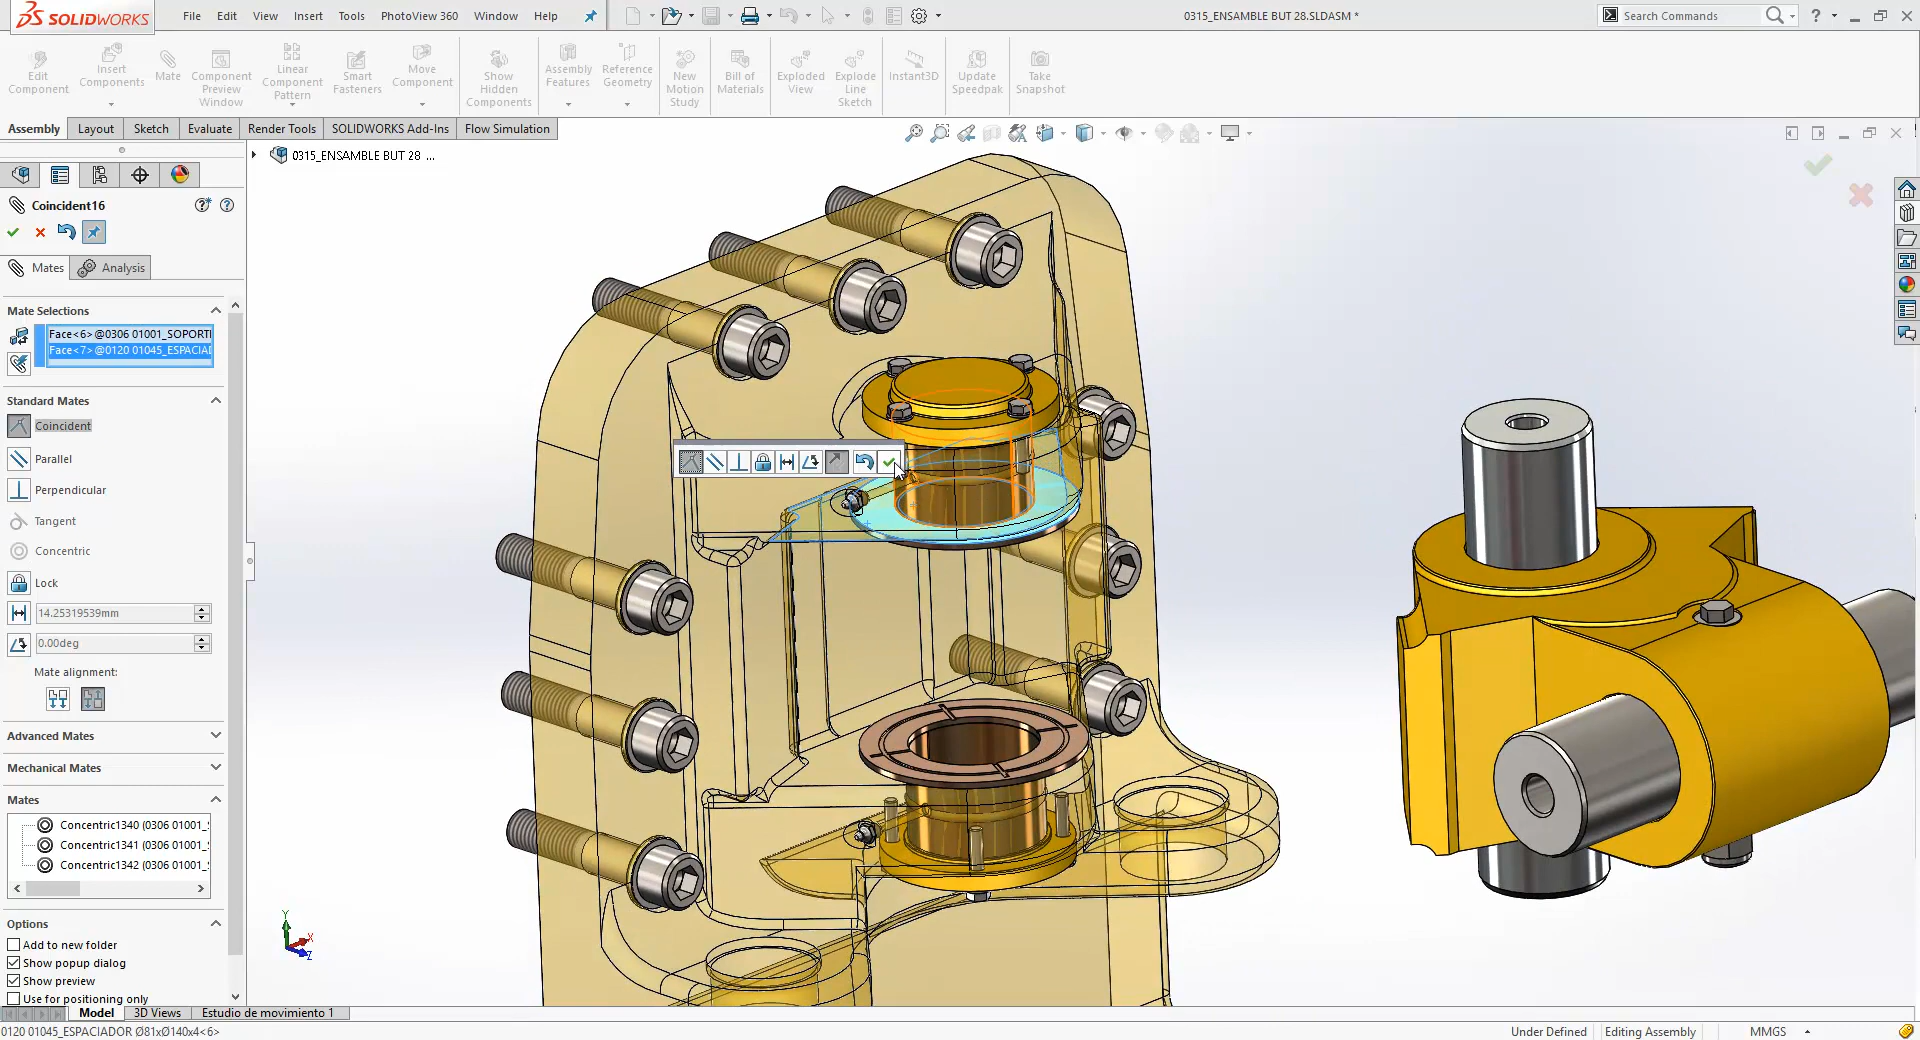 SOLIDWORKS
File Edit View Insert Tools PhotoView 360 Window Help
0315_ENSAMBLE BUT 28.SLDASM *
Search Commands
Edit Component
Insert Components
Mate
Component Preview Window
Linear Component Pattern
Smart Fasteners
Move Component
Show Hidden Components
Assembly Features
Reference Geometry
New Motion Study
Bill of Materials
Exploded View
Explode Line Sketch
Instant3D
Update Speedpak
Take Snapshot
Assembly Layout Sketch Evaluate Render Tools SOLIDWORKS Add-Ins Flow Simulation
0315_ENSAMBLE BUT 28 ...
Coincident16
Mates Analysis
Mate Selections
Face<6>@0306 01001_SOPORT
Face<7>@0120 01045_ESPACIAD
Standard Mates
Coincident
Parallel
Perpendicular
Tangent
Concentric
Lock
14.25319539mm
0.00deg
Mate alignment:
Advanced Mates
Mechanical Mates
Mates
Concentric1340 (0306 01001_
Concentric1341 (0306 01001_
Concentric1342 (0306 01001_
Options
Add to new folder
Show popup dialog
Show preview
Use for positioning only
Y
X
Z
Model 3D Views Estudio de movimiento 1
0120 01045_ESPACIADOR Ø81xØ140x4<6>
Under Defined Editing Assembly MMGS